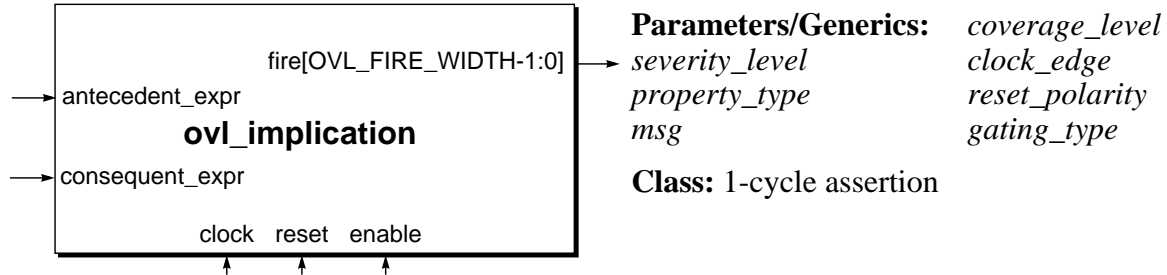 fire[OVL_FIRE_WIDTH-1:0]
antecedent_expr
ovl_implication
consequent_expr
clock reset enable
Parameters/Generics: coverage_level
severity_level clock_edge
property_type reset_polarity
msg gating_type
Class: 1-cycle assertion